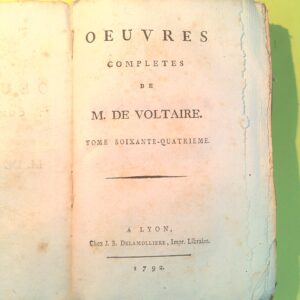 OEUVRES
COMPLETES
DE
M. DE VOLTAIRE.
TOME SOIXANTE-QUATRIEME.
A LYON,
Chez J. B. DELAMOLLIERE, Impr. Libraire.
1792.